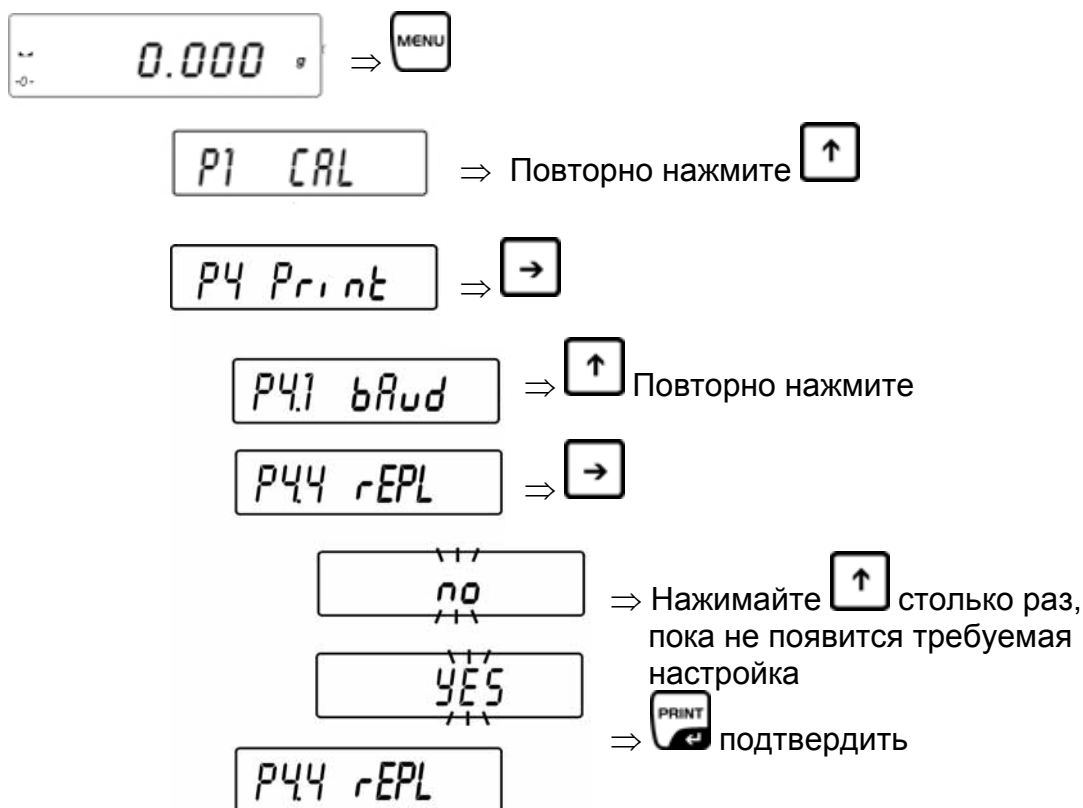 0.000 g
-0-
⇒ MENU
P1 CAL ⇒ Повторно нажмите ↑
P4 Print ⇒ →
P4.1 bAud ⇒ ↑ Повторно нажмите
P4.4 rEPL ⇒ →
no ⇒ Нажимайте ↑ столько раз,
пока не появится требуемая
YES настройка
⇒ PRINT подтвердить
P4.4 rEPL